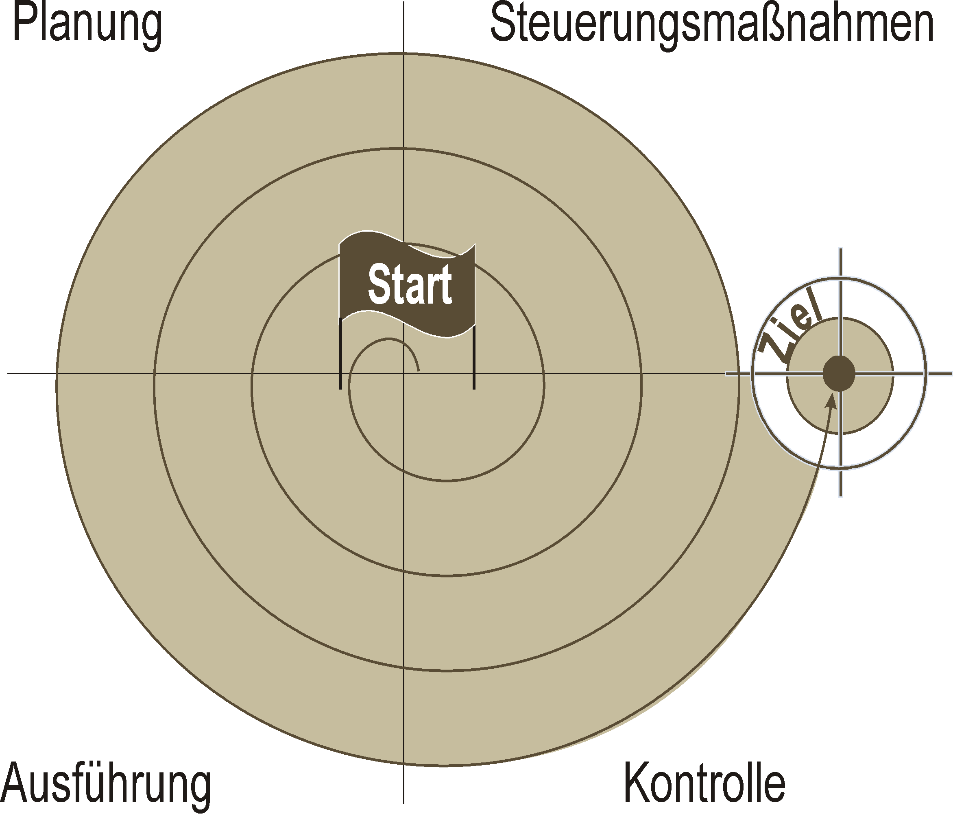 Planung
Steuerungsmaßnahmen
Start
Ziel
Ausführung
Kontrolle